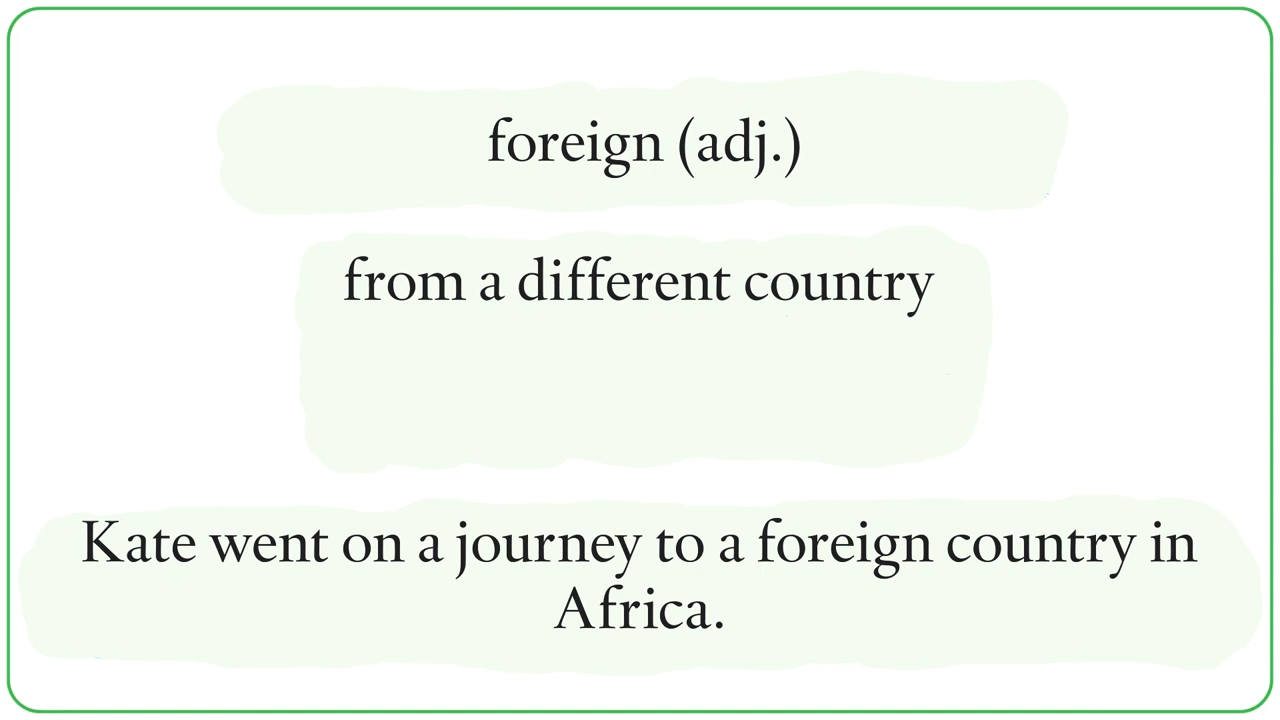 foreign (adj.)
from a different country
Kate went on a journey to a foreign country in
Africa.